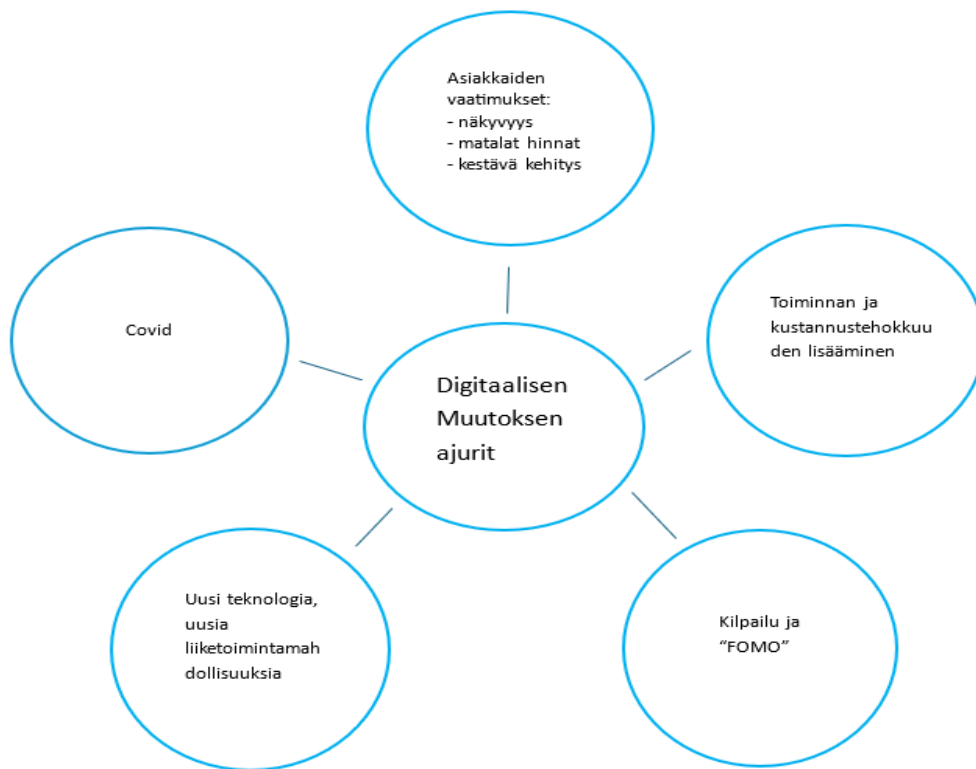 Asiakkaiden
vaatimukset:
- näkyvyys
- matalat hinnat
- kestävä kehitys
Covid
Toiminnan ja
kustannustehokkuu
den lisääminen
Digitaalisen
Muutoksen
ajurit
Uusi teknologia,
uusia
liiketoimintamah
dollisuuksia
Kilpailu ja
“FOMO”